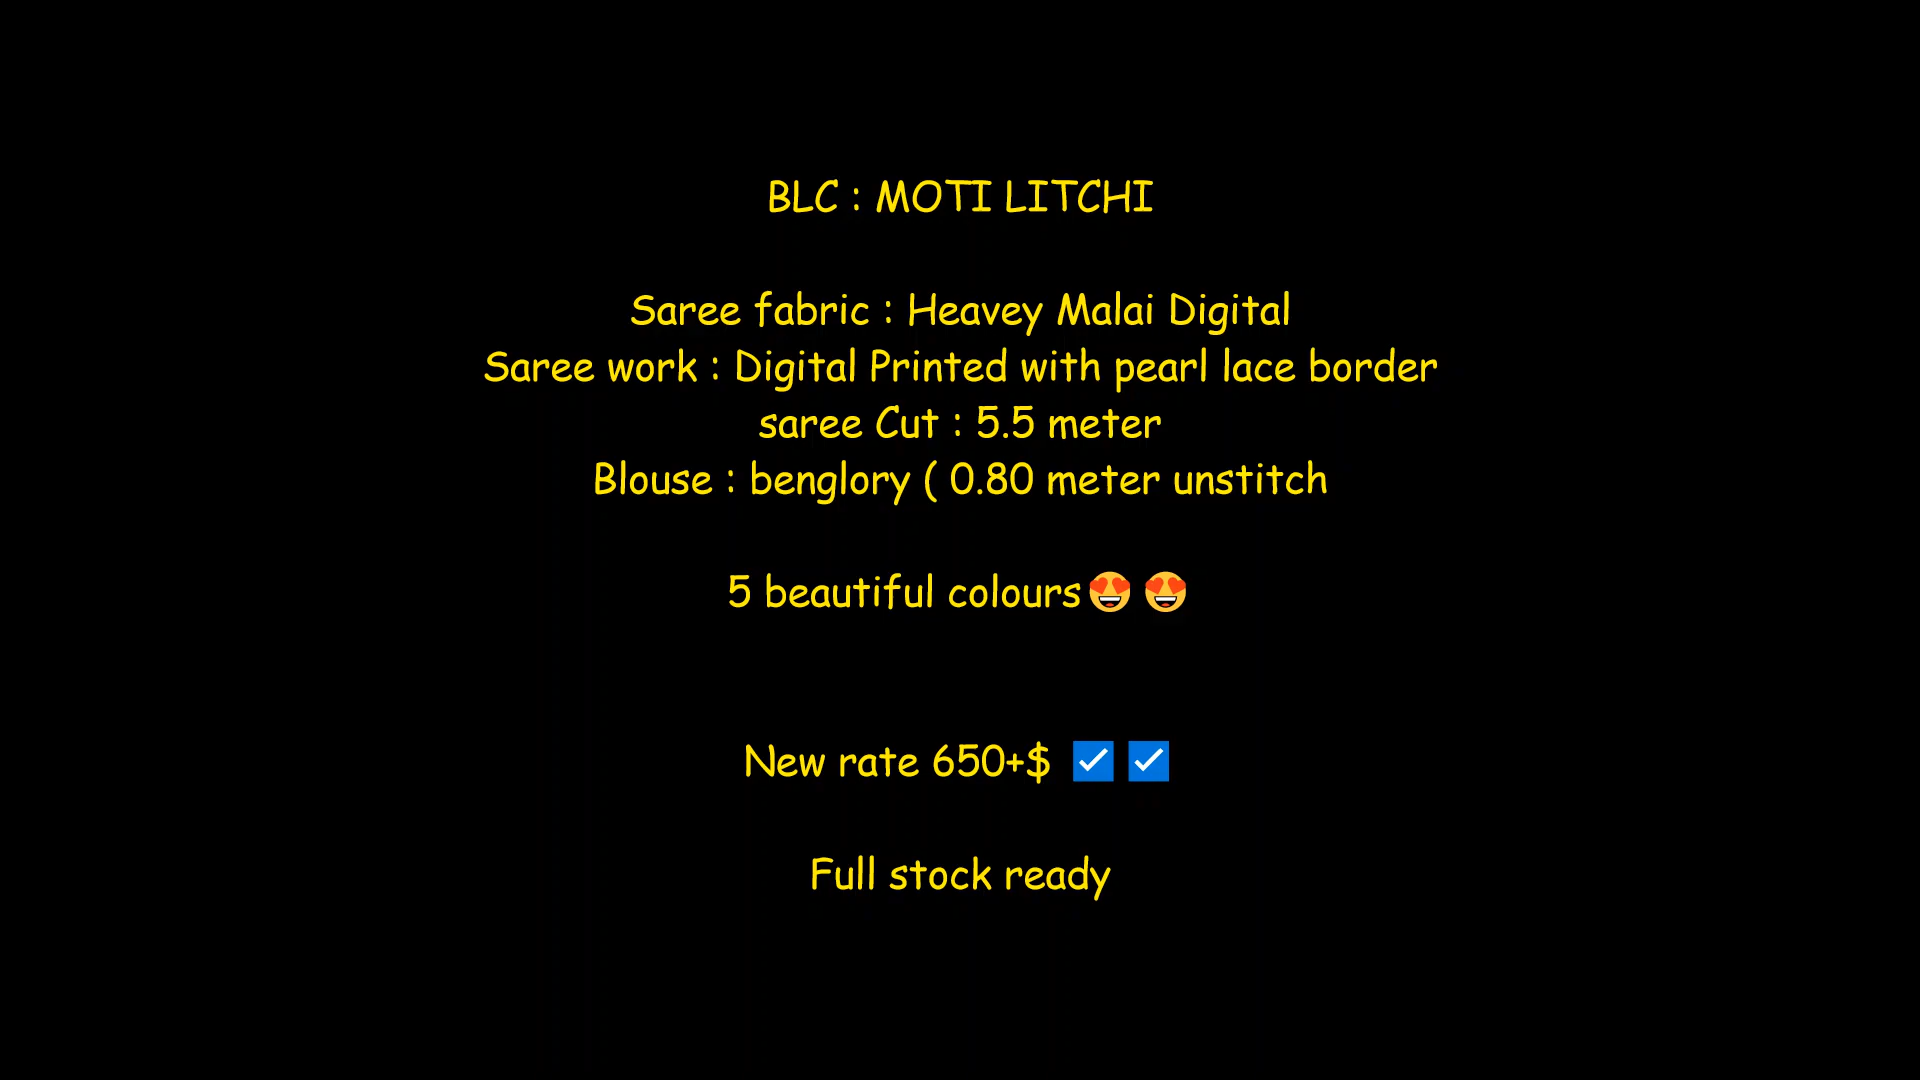 BLC : MOTI LITCHI
Saree fabric : Heavey Malai Digital
Saree work : Digital Printed with pearl lace border
saree Cut : 5.5 meter
Blouse : benglory ( 0.80 meter unstitch
5 beautiful colours😍😍
New rate 650+$ ☑️☑️
Full stock ready